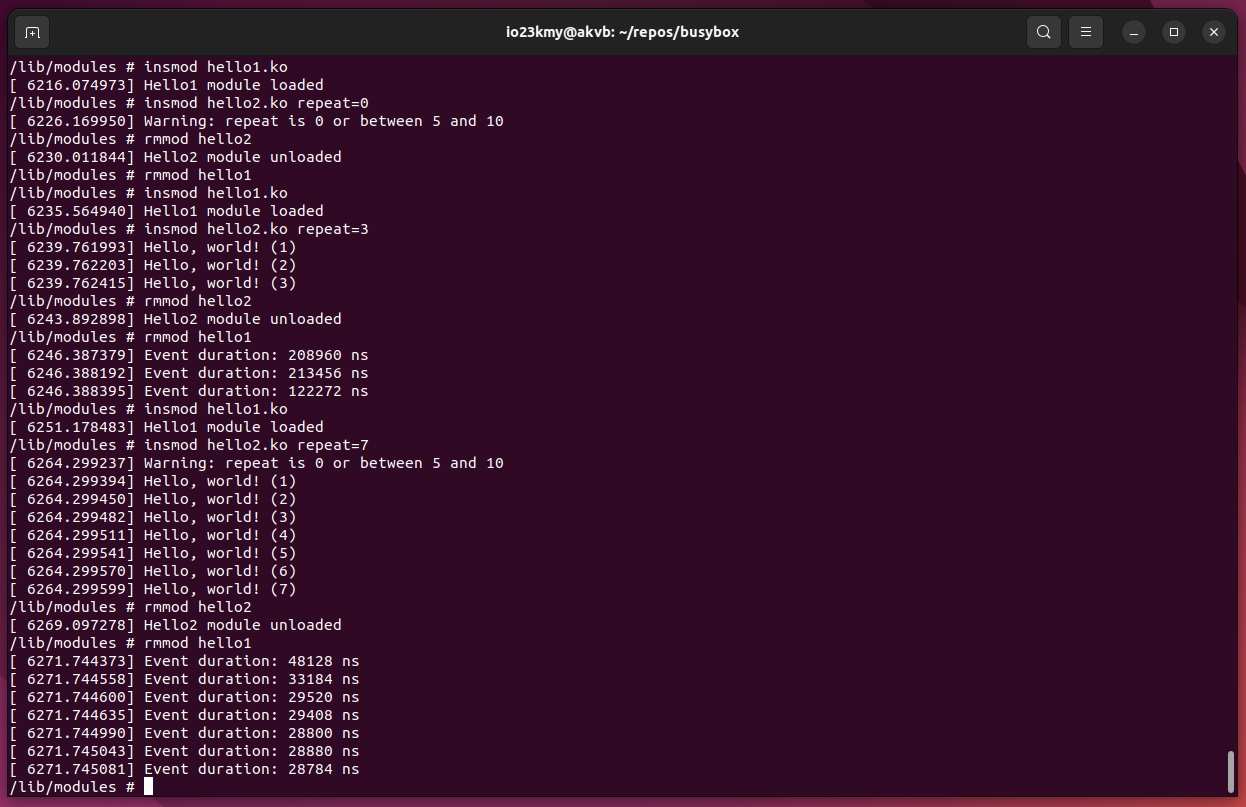 io23kmy@akvb: ~/repos/busybox
/lib/modules # insmod hello1.ko
[ 6216.074973] Hello1 module loaded
/lib/modules # insmod hello2.ko repeat=0
[ 6226.169950] Warning: repeat is 0 or between 5 and 10
/lib/modules # rmmod hello2
[ 6230.011844] Hello2 module unloaded
/lib/modules # rmmod hello1
/lib/modules # insmod hello1.ko
[ 6235.564940] Hello1 module loaded
/lib/modules # insmod hello2.ko repeat=3
[ 6239.761993] Hello, world! (1)
[ 6239.762203] Hello, world! (2)
[ 6239.762415] Hello, world! (3)
/lib/modules # rmmod hello2
[ 6243.892898] Hello2 module unloaded
/lib/modules # rmmod hello1
[ 6246.387379] Event duration: 208960 ns
[ 6246.388192] Event duration: 213456 ns
[ 6246.388395] Event duration: 122272 ns
/lib/modules # insmod hello1.ko
[ 6251.178483] Hello1 module loaded
/lib/modules # insmod hello2.ko repeat=7
[ 6264.299237] Warning: repeat is 0 or between 5 and 10
[ 6264.299394] Hello, world! (1)
[ 6264.299450] Hello, world! (2)
[ 6264.299482] Hello, world! (3)
[ 6264.299511] Hello, world! (4)
[ 6264.299541] Hello, world! (5)
[ 6264.299570] Hello, world! (6)
[ 6264.299599] Hello, world! (7)
/lib/modules # rmmod hello2
[ 6269.097278] Hello2 module unloaded
/lib/modules # rmmod hello1
[ 6271.744373] Event duration: 48128 ns
[ 6271.744558] Event duration: 33184 ns
[ 6271.744600] Event duration: 29520 ns
[ 6271.744635] Event duration: 29408 ns
[ 6271.744990] Event duration: 28800 ns
[ 6271.745043] Event duration: 28880 ns
[ 6271.745081] Event duration: 28784 ns
/lib/modules #